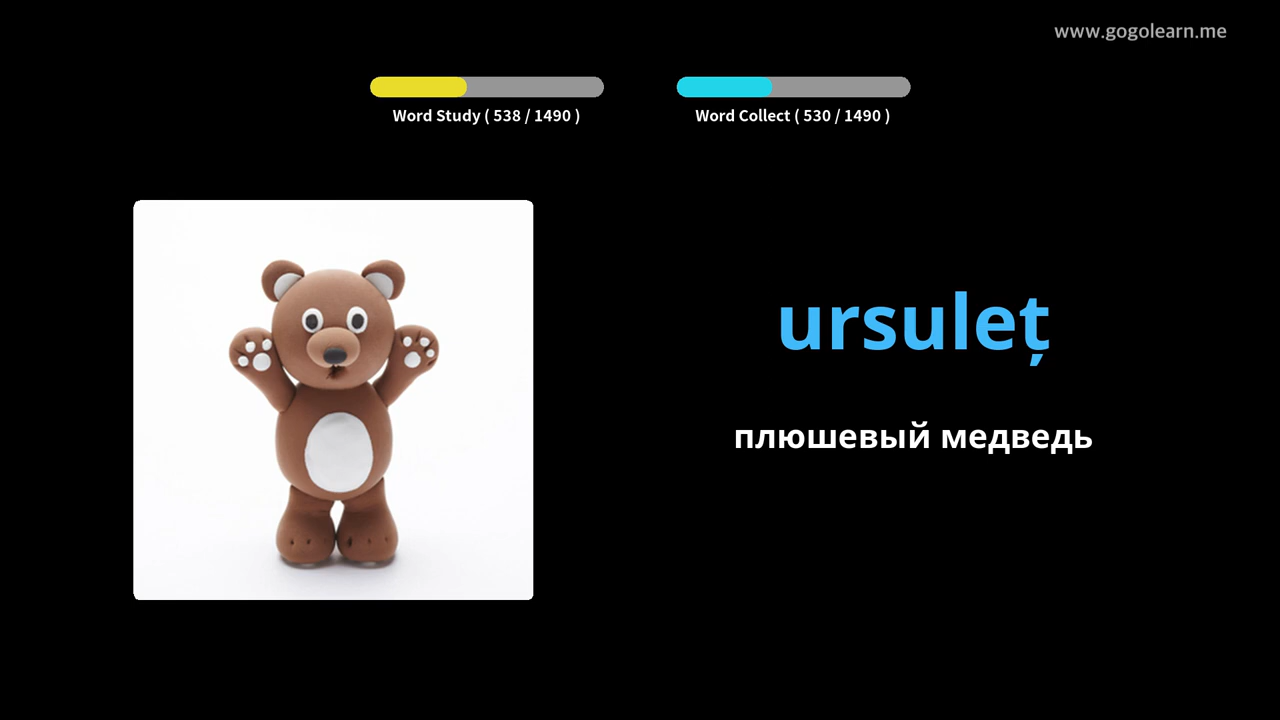 www.gogolearn.me
Word Study ( 538 / 1490 )
Word Collect ( 530 / 1490 )
ursuleț
плюшевый медведь